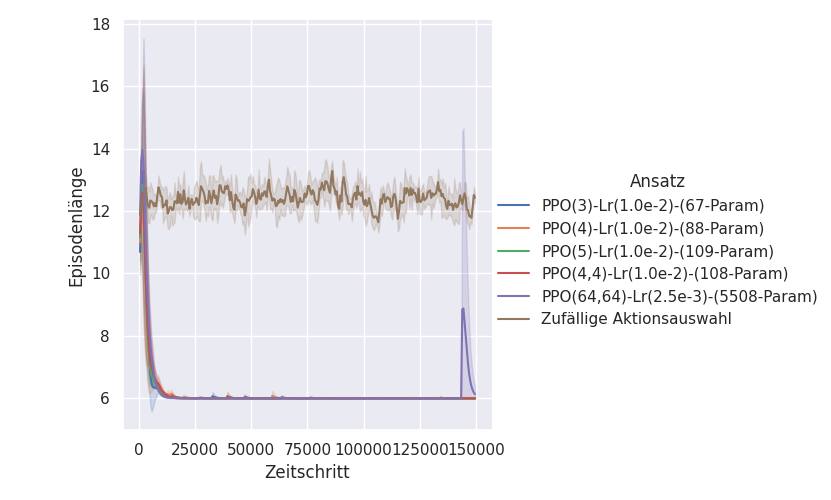 18
16
14
12
10
8
6
Episodenlänge
0
25000
50000
75000
100000
125000
150000
Zeitschritt
Ansatz
PPO(3)-Lr(1.0e-2)-(67-Param)
PPO(4)-Lr(1.0e-2)-(88-Param)
PPO(5)-Lr(1.0e-2)-(109-Param)
PPO(4,4)-Lr(1.0e-2)-(108-Param)
PPO(64,64)-Lr(2.5e-3)-(5508-Param)
Zufällige Aktionsauswahl